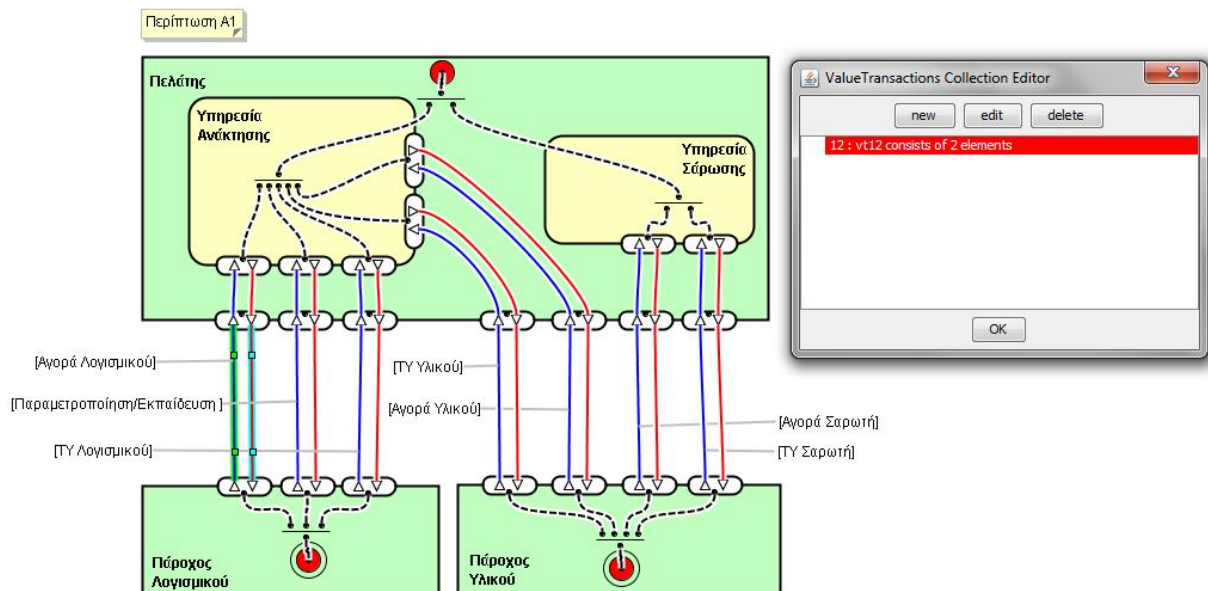 Περίπτωση A1
Πελάτης
Υπηρεσία
Ανάκτησης
Υπηρεσία
Σάρωσης
[Αγορά Λογισμικού]
[Παραμετροποίηση/Εκπαίδευση ]
[ΤΥ Λογισμικού]
[ΤΥ Υλικού]
[Αγορά Υλικού]
[Αγορά Σαρωτή]
[ΤΥ Σαρωτή]
Πάροχος
Λογισμικού
Πάροχος
Υλικού
ValueTransactions Collection Editor
new edit delete
12 : vt12 consists of 2 elements
OK